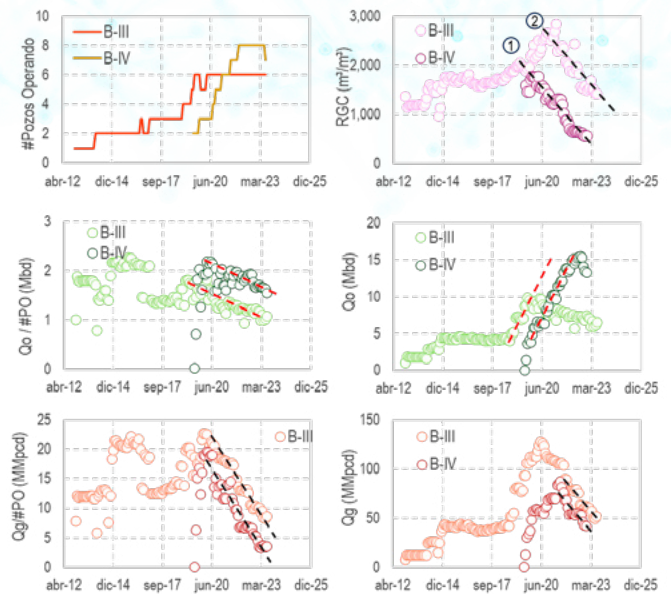 #Pozos Operando
10
8
6
4
2
0
B-III
B-IV
abr-12 dic-14 sep-17 jun-20 mar-23 dic-25
RGC (m³/m³)
3,000
2,000
1,000
0
B-III
B-IV
1
2
abr-12 dic-14 sep-17 jun-20 mar-23 dic-25
Qo / #PO (Mbd)
3
2
1
0
B-III
B-IV
abr-12 dic-14 sep-17 jun-20 mar-23 dic-25
Qo (Mbd)
20
15
10
5
0
B-III
B-IV
abr-12 dic-14 sep-17 jun-20 mar-23 dic-25
Qg/#PO (MMpcd)
25
20
15
10
5
0
B-III
abr-12 dic-14 sep-17 jun-20 mar-23 dic-25
Qg (MMpcd)
150
100
50
0
B-III
B-IV
abr-12 dic-14 sep-17 jun-20 mar-23 dic-25